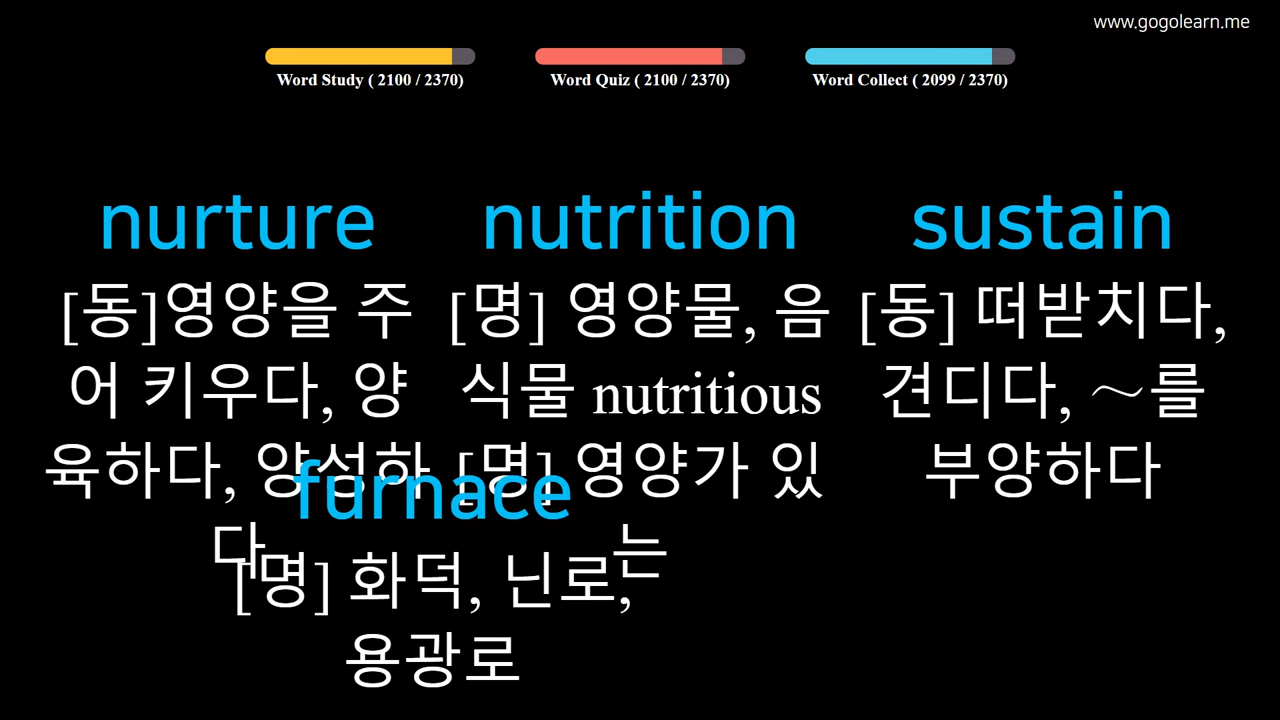 www.gogolearn.me
Word Study ( 2100 / 2370)
Word Quiz ( 2100 / 2370)
Word Collect ( 2099 / 2370)
nurture
[동]영양을 주
어 키우다, 양
육하다, 양성하
다
nutrition
[명] 영양물, 음
식물 nutritious
[명] 영양가 있
는
sustain
[동] 떠받치다,
견디다, ～를
부양하다
furnace
[명] 화덕, 닌로,
용광로